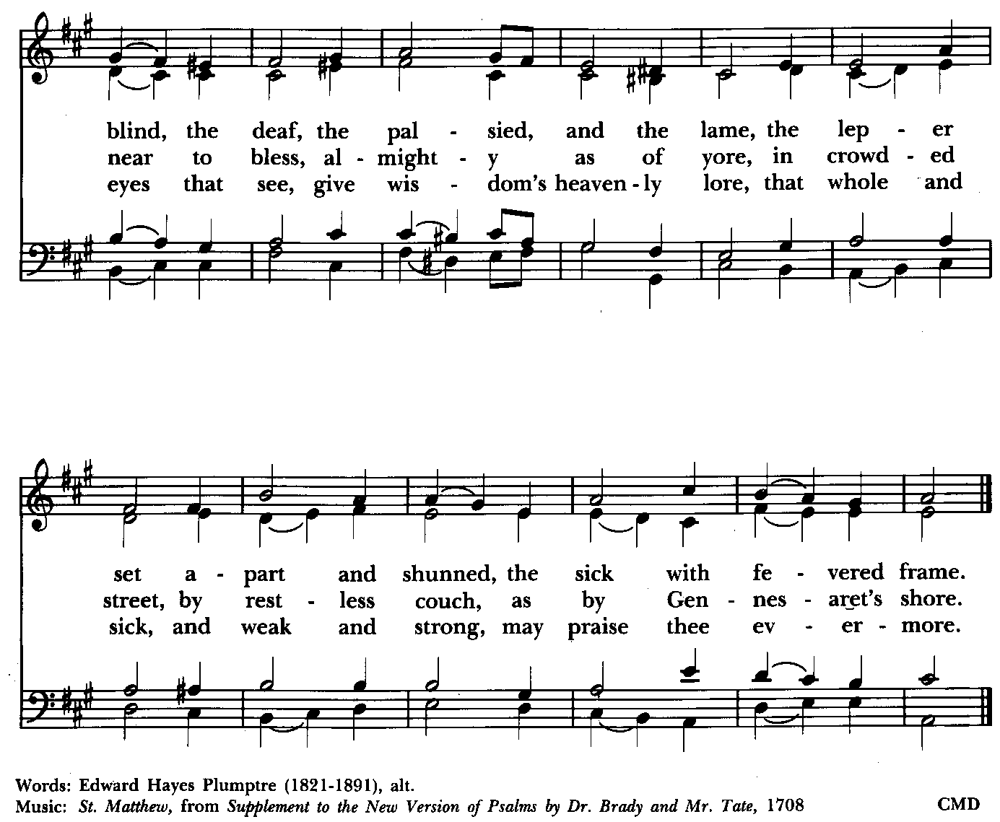 blind, the deaf, the pal - sied, and the lame, the lep - er
near to bless, al - might - y as of yore, in crowd - ed
eyes that see, give wis - dom's heaven - ly lore, that whole and
set a - part and shunned, the sick with fe - vered frame.
street, by rest - less couch, as by Gen - nes - aret's shore.
sick, and weak and strong, may praise thee ev - er - more.
Words: Edward Hayes Plumptre (1821-1891), alt.
Music: St. Matthew, from Supplement to the New Version of Psalms by Dr. Brady and Mr. Tate, 1708 CMD